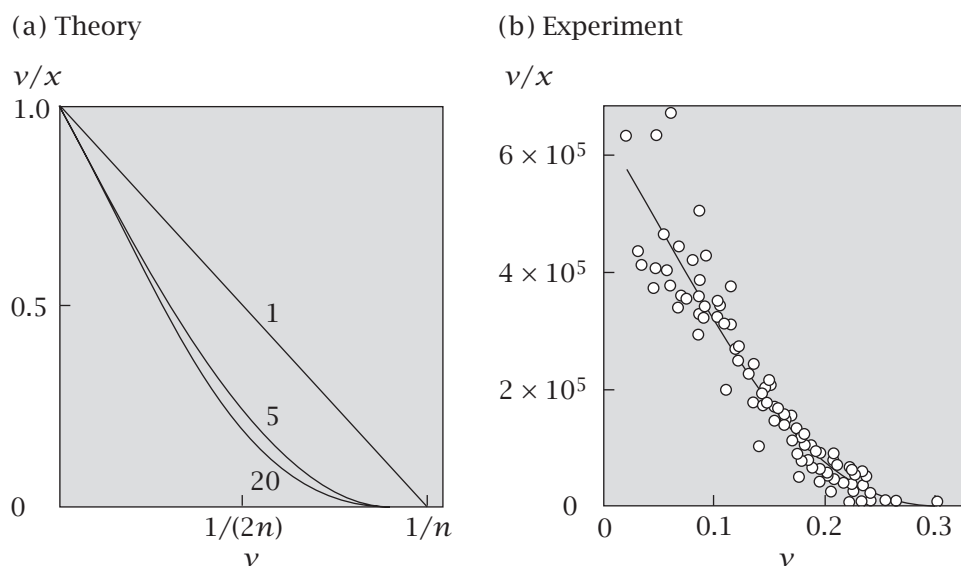 (a) Theory
ν/x
1.0
0.5
0
1
5
20
1/(2n)
1/n
ν
(b) Experiment
ν/x
6 × 10⁵
4 × 10⁵
2 × 10⁵
0
0
0.1
0.2
0.3
ν